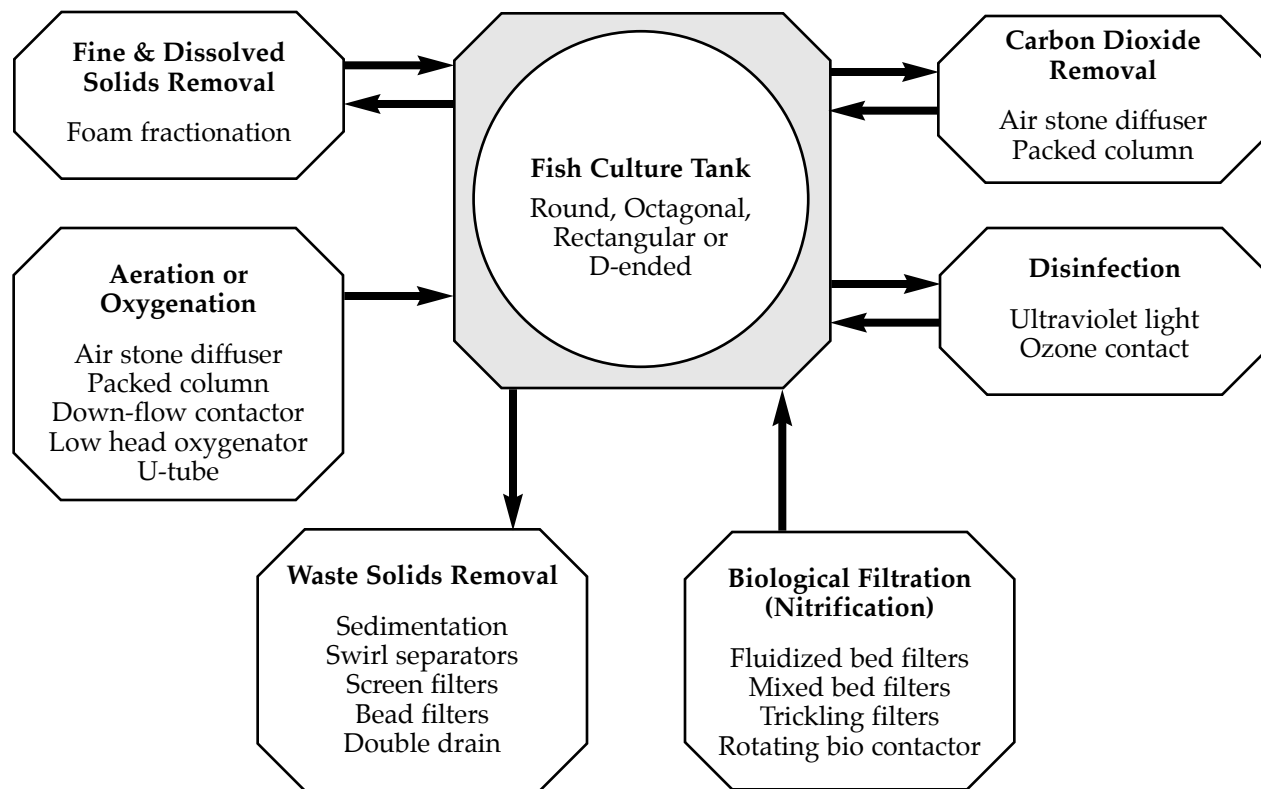 Fine & Dissolved
Solids Removal
Foam fractionation
Fish Culture Tank
Round, Octagonal,
Rectangular or
D-ended
Carbon Dioxide
Removal
Air stone diffuser
Packed column
Aeration or
Oxygenation
Air stone diffuser
Packed column
Down-flow contactor
Low head oxygenator
U-tube
Disinfection
Ultraviolet light
Ozone contact
Waste Solids Removal
Sedimentation
Swirl separators
Screen filters
Bead filters
Double drain
Biological Filtration
(Nitrification)
Fluidized bed filters
Mixed bed filters
Trickling filters
Rotating bio contactor